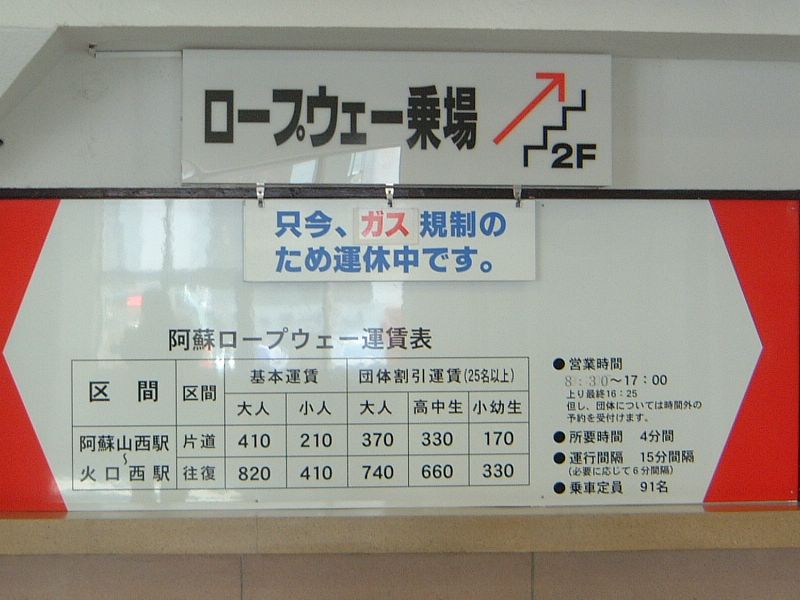 ロープウェー乗場
2F
只今、ガス規制の
ため運休中です。
阿蘇ロープウェー運賃表
区間 区間 基本運賃 団体割引運賃(25名以上)
大人 小人 大人 高中生 小幼生
阿蘇山西駅 片道 410 210 370 330 170
〜
火口西駅 往復 820 410 740 660 330
●営業時間
8:30〜17:00
上り最終16:25
但し、団体については時間外の
予約を受付けます。
●所要時間 4分間
●運行間隔 15分間隔
(必要に応じて6分間隔)
●乗車定員 91名